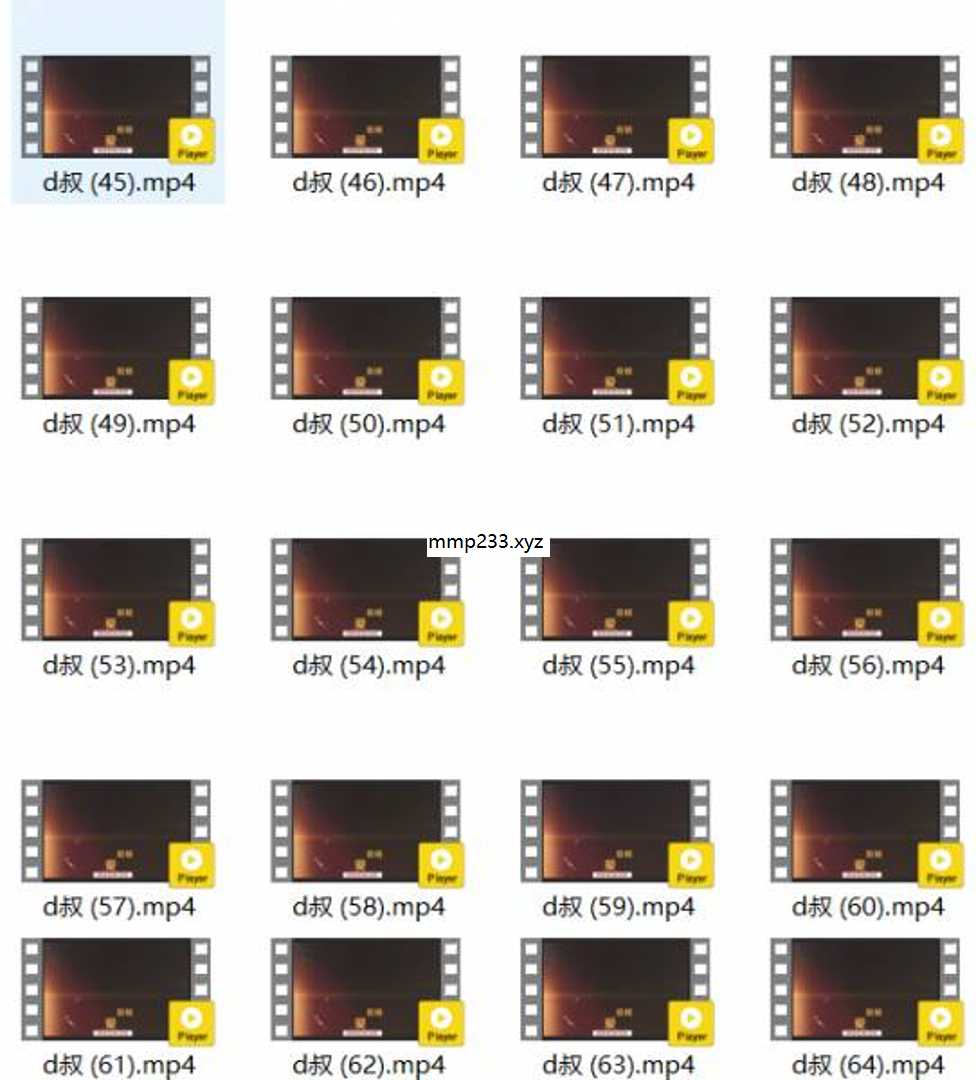 Player Player Player Player
d叔 (45).mp4 d叔 (46).mp4 d叔 (47).mp4 d叔 (48).mp4
Player Player Player Player
d叔 (49).mp4 d叔 (50).mp4 d叔 (51).mp4 d叔 (52).mp4
mmp233.xyz
Player Player Player Player
d叔 (53).mp4 d叔 (54).mp4 d叔 (55).mp4 d叔 (56).mp4
Player Player Player Player
d叔 (57).mp4 d叔 (58).mp4 d叔 (59).mp4 d叔 (60).mp4
Player Player Player Player
d叔 (61).mp4 d叔 (62).mp4 d叔 (63).mp4 d叔 (64).mp4